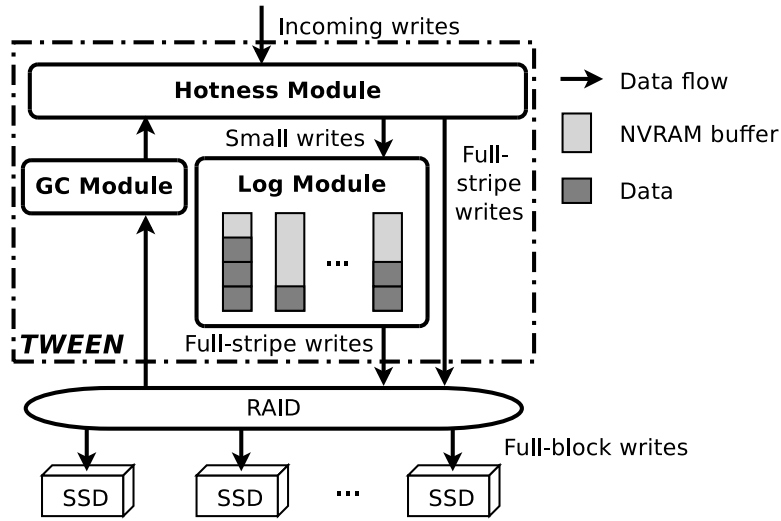 Incoming writes
Hotness Module
Data flow
Small writes
NVRAM buffer
Full-
stripe
writes
GC Module
Log Module
Data
...
TWEEN
Full-stripe writes
RAID
Full-block writes
SSD
SSD
...
SSD